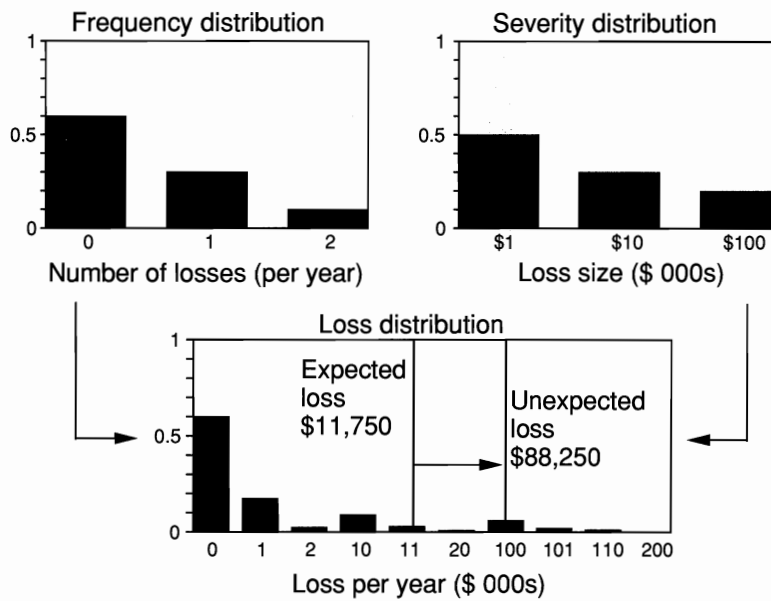 Frequency distribution
1
0.5
0
0 1 2
Number of losses (per year)
Severity distribution
1
0.5
0
$1 $10 $100
Loss size ($ 000s)
Loss distribution
1
0.5
0
Expected
loss
$11,750
Unexpected
loss
$88,250
0 1 2 10 11 20 100 101 110 200
Loss per year ($ 000s)